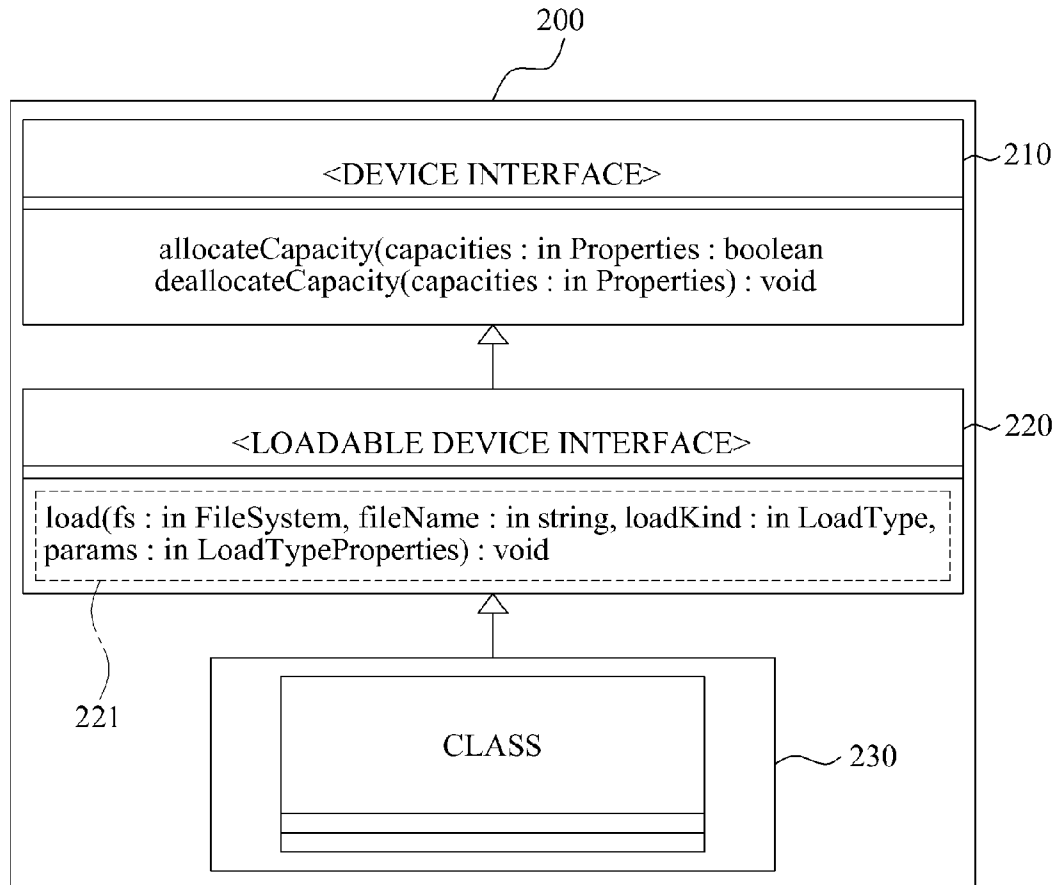 200
210
<DEVICE INTERFACE>
allocateCapacity(capacities : in Properties : boolean
deallocateCapacity(capacities : in Properties) : void
220
<LOADABLE DEVICE INTERFACE>
load(fs : in FileSystem, fileName : in string, loadKind : in LoadType,
params : in LoadTypeProperties) : void
221
CLASS
230